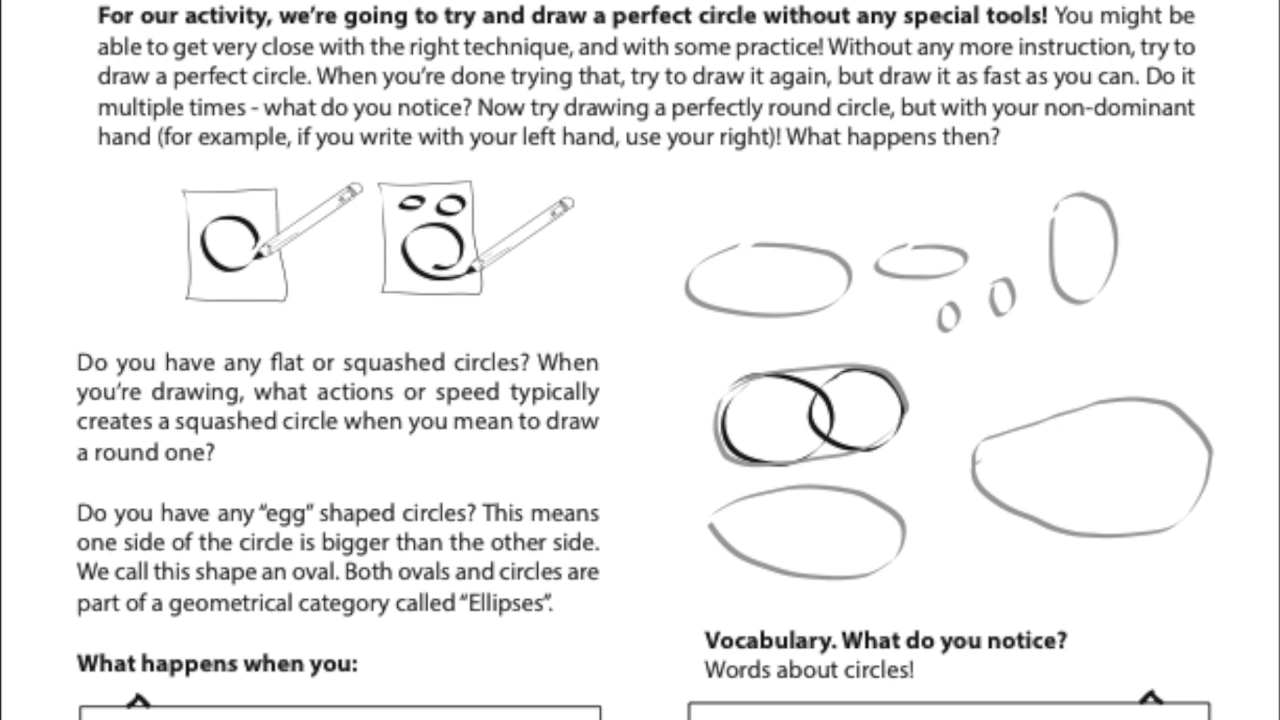 For our activity, we're going to try and draw a perfect circle without any special tools! You might be
able to get very close with the right technique, and with some practice! Without any more instruction, try to
draw a perfect circle. When you're done trying that, try to draw it again, but draw it as fast as you can. Do it
multiple times - what do you notice? Now try drawing a perfectly round circle, but with your non-dominant
hand (for example, if you write with your left hand, use your right)! What happens then?
Do you have any flat or squashed circles? When
you're drawing, what actions or speed typically
creates a squashed circle when you mean to draw
a round one?
Do you have any "egg" shaped circles? This means
one side of the circle is bigger than the other side.
We call this shape an oval. Both ovals and circles are
part of a geometrical category called "Ellipses".
What happens when you:
Vocabulary. What do you notice?
Words about circles!